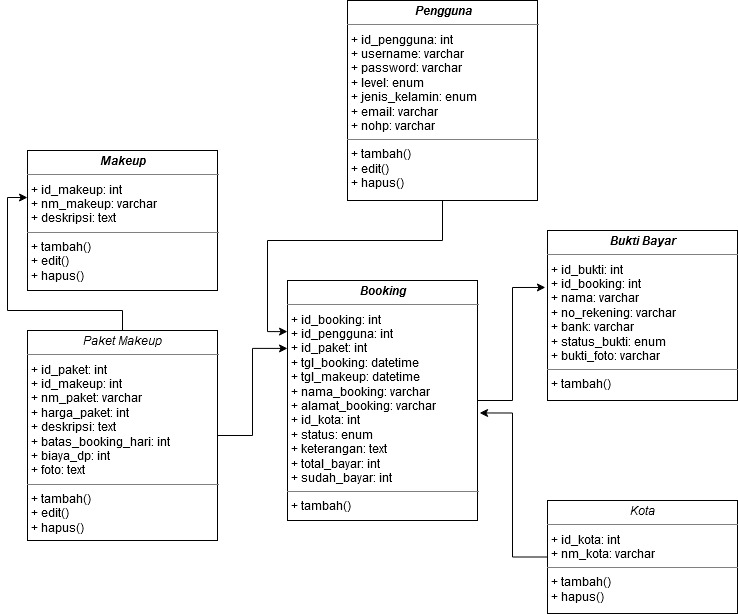 Pengguna
+ id_pengguna: int
+ username: varchar
+ password: varchar
+ level: enum
+ jenis_kelamin: enum
+ email: varchar
+ nohp: varchar
+ tambah()
+ edit()
+ hapus()
Makeup
+ id_makeup: int
+ nm_makeup: varchar
+ deskripsi: text
+ tambah()
+ edit()
+ hapus()
Bukti Bayar
+ id_bukti: int
+ id_booking: int
+ nama: varchar
+ no_rekening: varchar
+ bank: varchar
+ status_bukti: enum
+ bukti_foto: varchar
+ tambah()
Booking
+ id_booking: int
+ id_pengguna: int
+ id_paket: int
+ tgl_booking: datetime
+ tgl_makeup: datetime
+ nama_booking: varchar
+ alamat_booking: varchar
+ id_kota: int
+ status: enum
+ keterangan: text
+ total_bayar: int
+ sudah_bayar: int
+ tambah()
Paket Makeup
+ id_paket: int
+ id_makeup: int
+ nm_paket: varchar
+ harga_paket: int
+ deskripsi: text
+ batas_booking_hari: int
+ biaya_dp: int
+ foto: text
+ tambah()
+ edit()
+ hapus()
Kota
+ id_kota: int
+ nm_kota: varchar
+ tambah()
+ hapus()